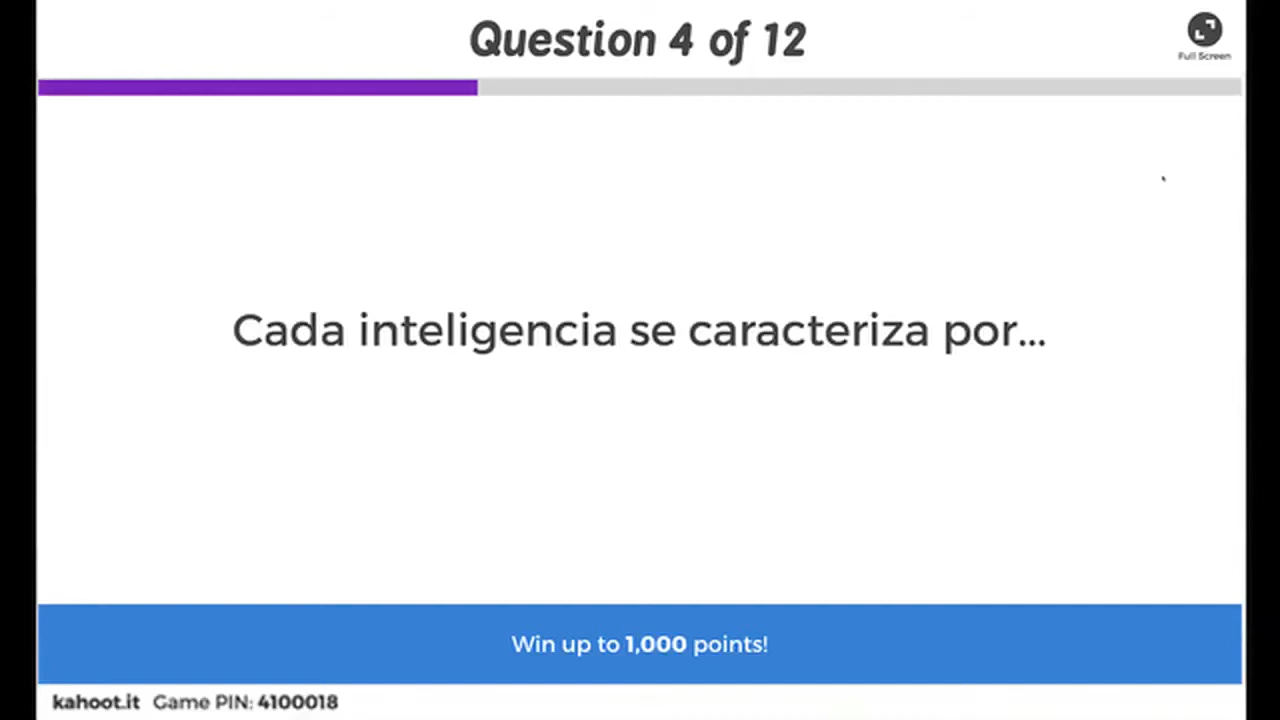 Question 4 of 12
Full Screen
Cada inteligencia se caracteriza por...
Win up to 1,000 points!
kahoot.it Game PIN: 4100018